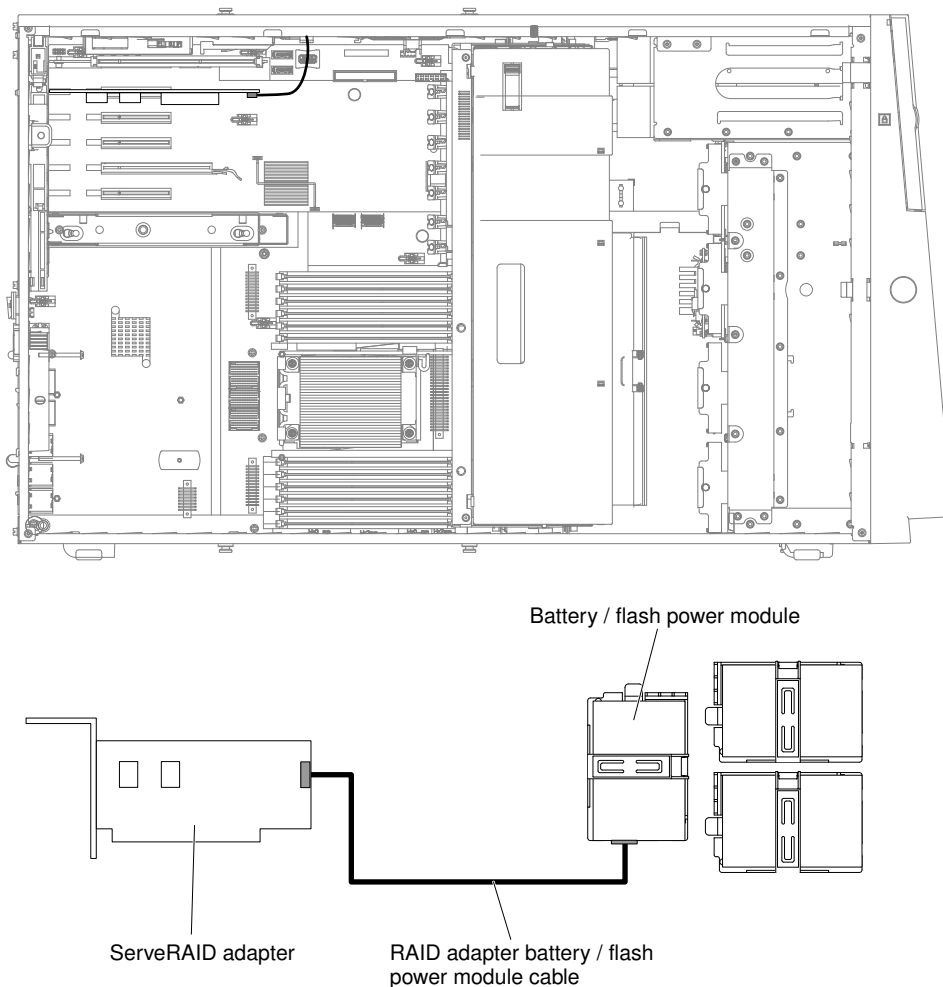 Battery / flash power module
ServeRAID adapter
RAID adapter battery / flash
power module cable